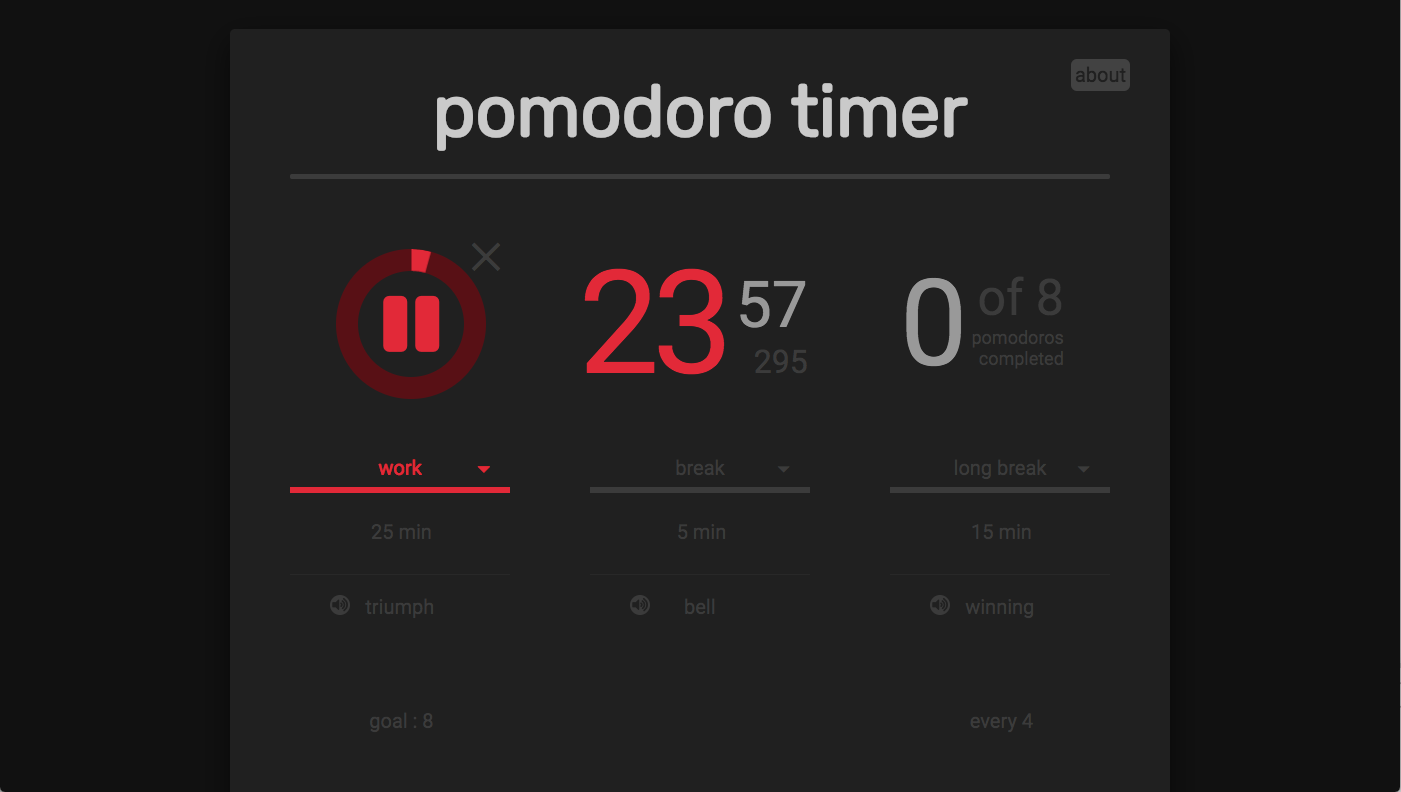 about
pomodoro timer
23 57
295
0 of 8
pomodoros
completed
work
break
long break
25 min
5 min
15 min
triumph
bell
winning
goal : 8
every 4